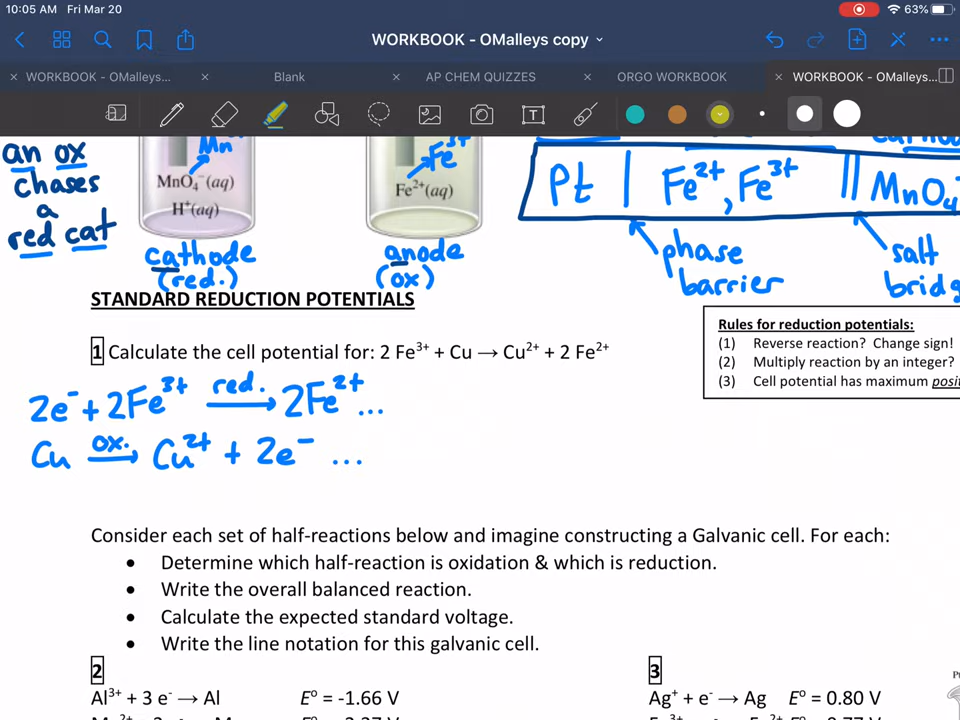 10:05 AM Fri Mar 20
63%
WORKBOOK - OMalleys copy
WORKBOOK - OMalleys...
Blank
AP CHEM QUIZZES
ORGO WORKBOOK
WORKBOOK - OMalleys...
an ox
chases
a
red cat
Mn
MnO₄⁻(aq)
H⁺(aq)
cathode
(red.)
Fe³⁺
Fe²⁺(aq)
anode
(ox)
Pt | Fe²⁺, Fe³⁺ || MnO₄⁻
phase
barrier
salt
bridg
STANDARD REDUCTION POTENTIALS
1 Calculate the cell potential for: 2 Fe³⁺ + Cu → Cu²⁺ + 2 Fe²⁺
Rules for reduction potentials:
(1) Reverse reaction? Change sign!
(2) Multiply reaction by an integer?
(3) Cell potential has maximum posit
2e⁻ + 2Fe³⁺ red. → 2Fe²⁺ ...
Cu ox. → Cu²⁺ + 2e⁻ ...
Consider each set of half-reactions below and imagine constructing a Galvanic cell. For each:
• Determine which half-reaction is oxidation & which is reduction.
• Write the overall balanced reaction.
• Calculate the expected standard voltage.
• Write the line notation for this galvanic cell.
2
Al³⁺ + 3 e⁻ → Al E° = -1.66 V
3
Ag⁺ + e⁻ → Ag E° = 0.80 V